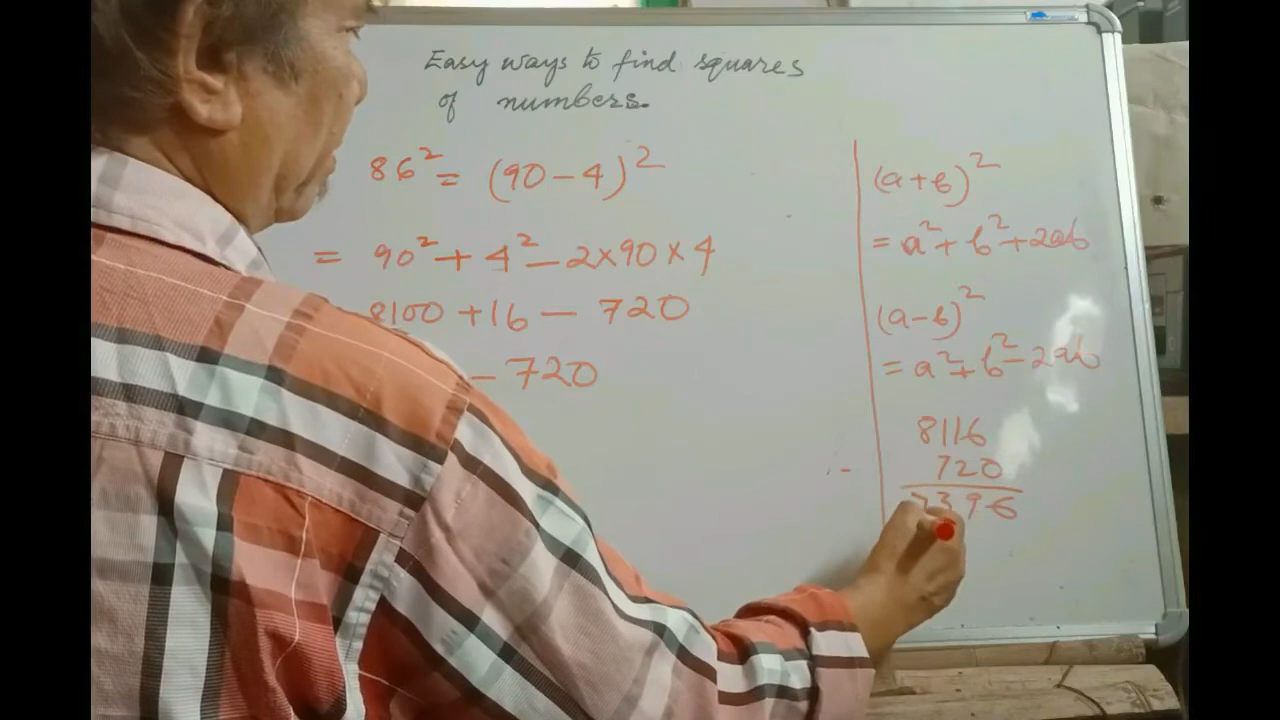 Easy ways to find squares
of numbers.
86² = (90 - 4)²
= 90² + 4² - 2×90×4
8100 + 16 - 720
- 720
(a+b)²
= a² + b² + 2ab
(a-b)²
= a² + b² - 2ab
8116
- 720
7396